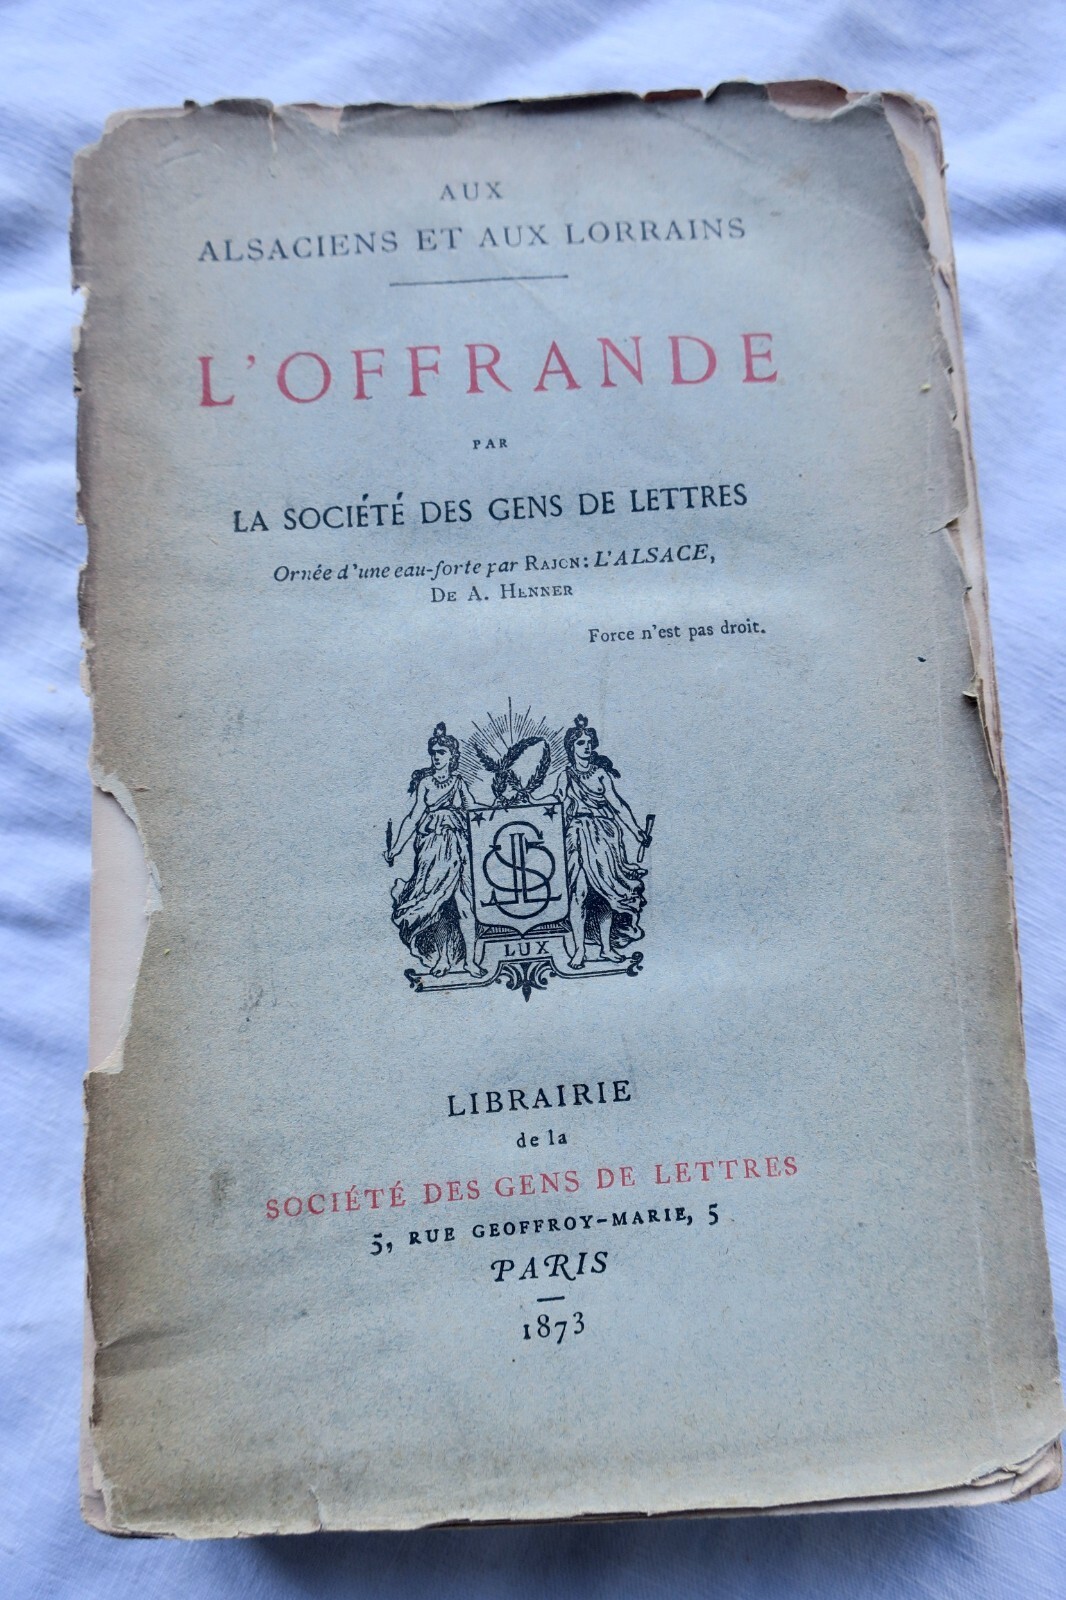 AUX
ALSACIENS ET AUX LORRAINS
L'OFFRANDE
PAR
LA SOCIÉTÉ DES GENS DE LETTRES
Ornée d'une eau-forte par RAJON: L'ALSACE,
DE A. HENNER
Force n'est pas droit.
LUX
LIBRAIRIE
de la
SOCIÉTÉ DES GENS DE LETTRES
5, RUE GEOFFROY-MARIE, 5
PARIS
1873